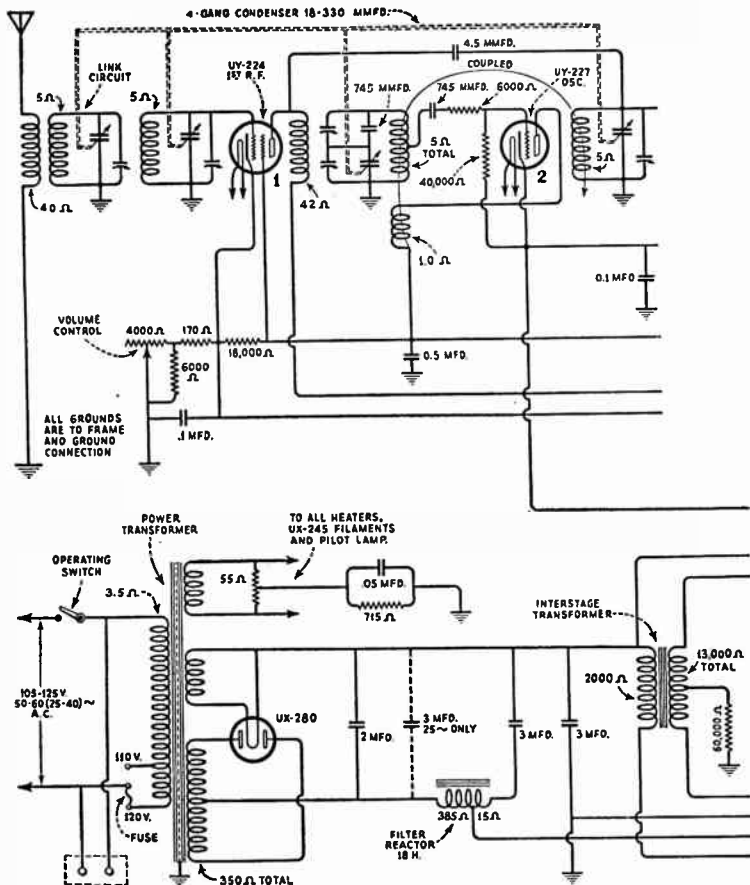 4-GANG CONDENSER 18-330 MMFD.
LINK
CIRCUIT
UY-224
1ST R.F.
4.5 MMFD.
COUPLED
UY-227
OSC.
5Ω
5Ω
745 MMFD.
745 MMFD.
6000Ω
5Ω
TOTAL
40,000Ω
1
2
5Ω
40Ω
42Ω
1.0 Ω
0.1 MFD
VOLUME
CONTROL
4000Ω
170Ω
18,000Ω
6000
Ω
0.5 MFD.
ALL GROUNDS
ARE TO FRAME
AND GROUND
CONNECTION
.1 MFD.
POWER
TRANSFORMER
TO ALL HEATERS,
UX-245 FILAMENTS
AND PILOT LAMP.
OPERATING
SWITCH
3.5Ω
55Ω
.05 MFD.
715Ω
INTERSTAGE
TRANSFORMER
13,000Ω
TOTAL
2000Ω
60,000Ω
105-125V.
50-60 (25-40)~
A.C.
UX-280
2 MFD.
3 MFD.
25~ ONLY
3 MFD.
3 MFD.
110 V.
120 V.
FUSE
385Ω
15Ω
FILTER
REACTOR
18 H.
350Ω TOTAL